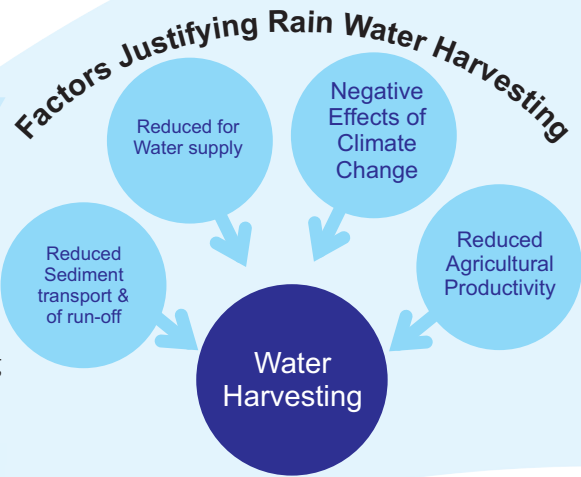 Factors Justifying Rain Water Harvesting
Reduced for
Water supply
Negative
Effects of
Climate
Change
Reduced
Sediment
transport &
of run-off
Reduced
Agricultural
Productivity
Water
Harvesting